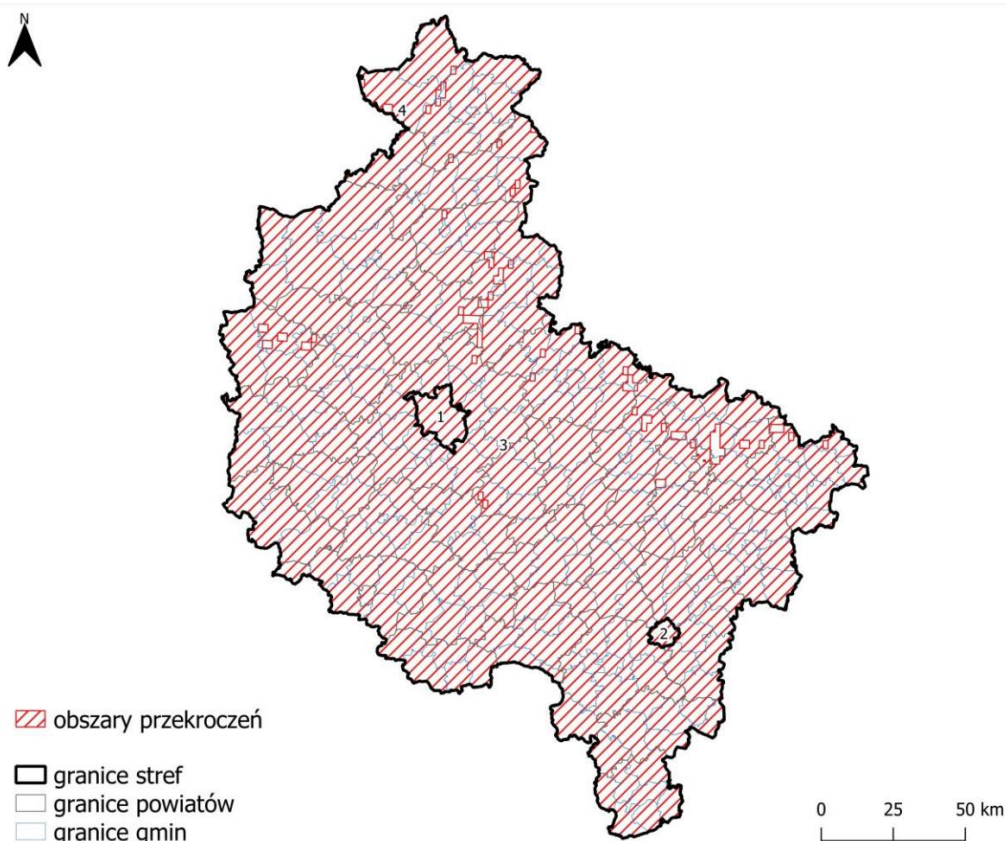 N
4
1
3
2
obszary przekroczeń
granice stref
granice powiatów
granice gmin
0 25 50 km